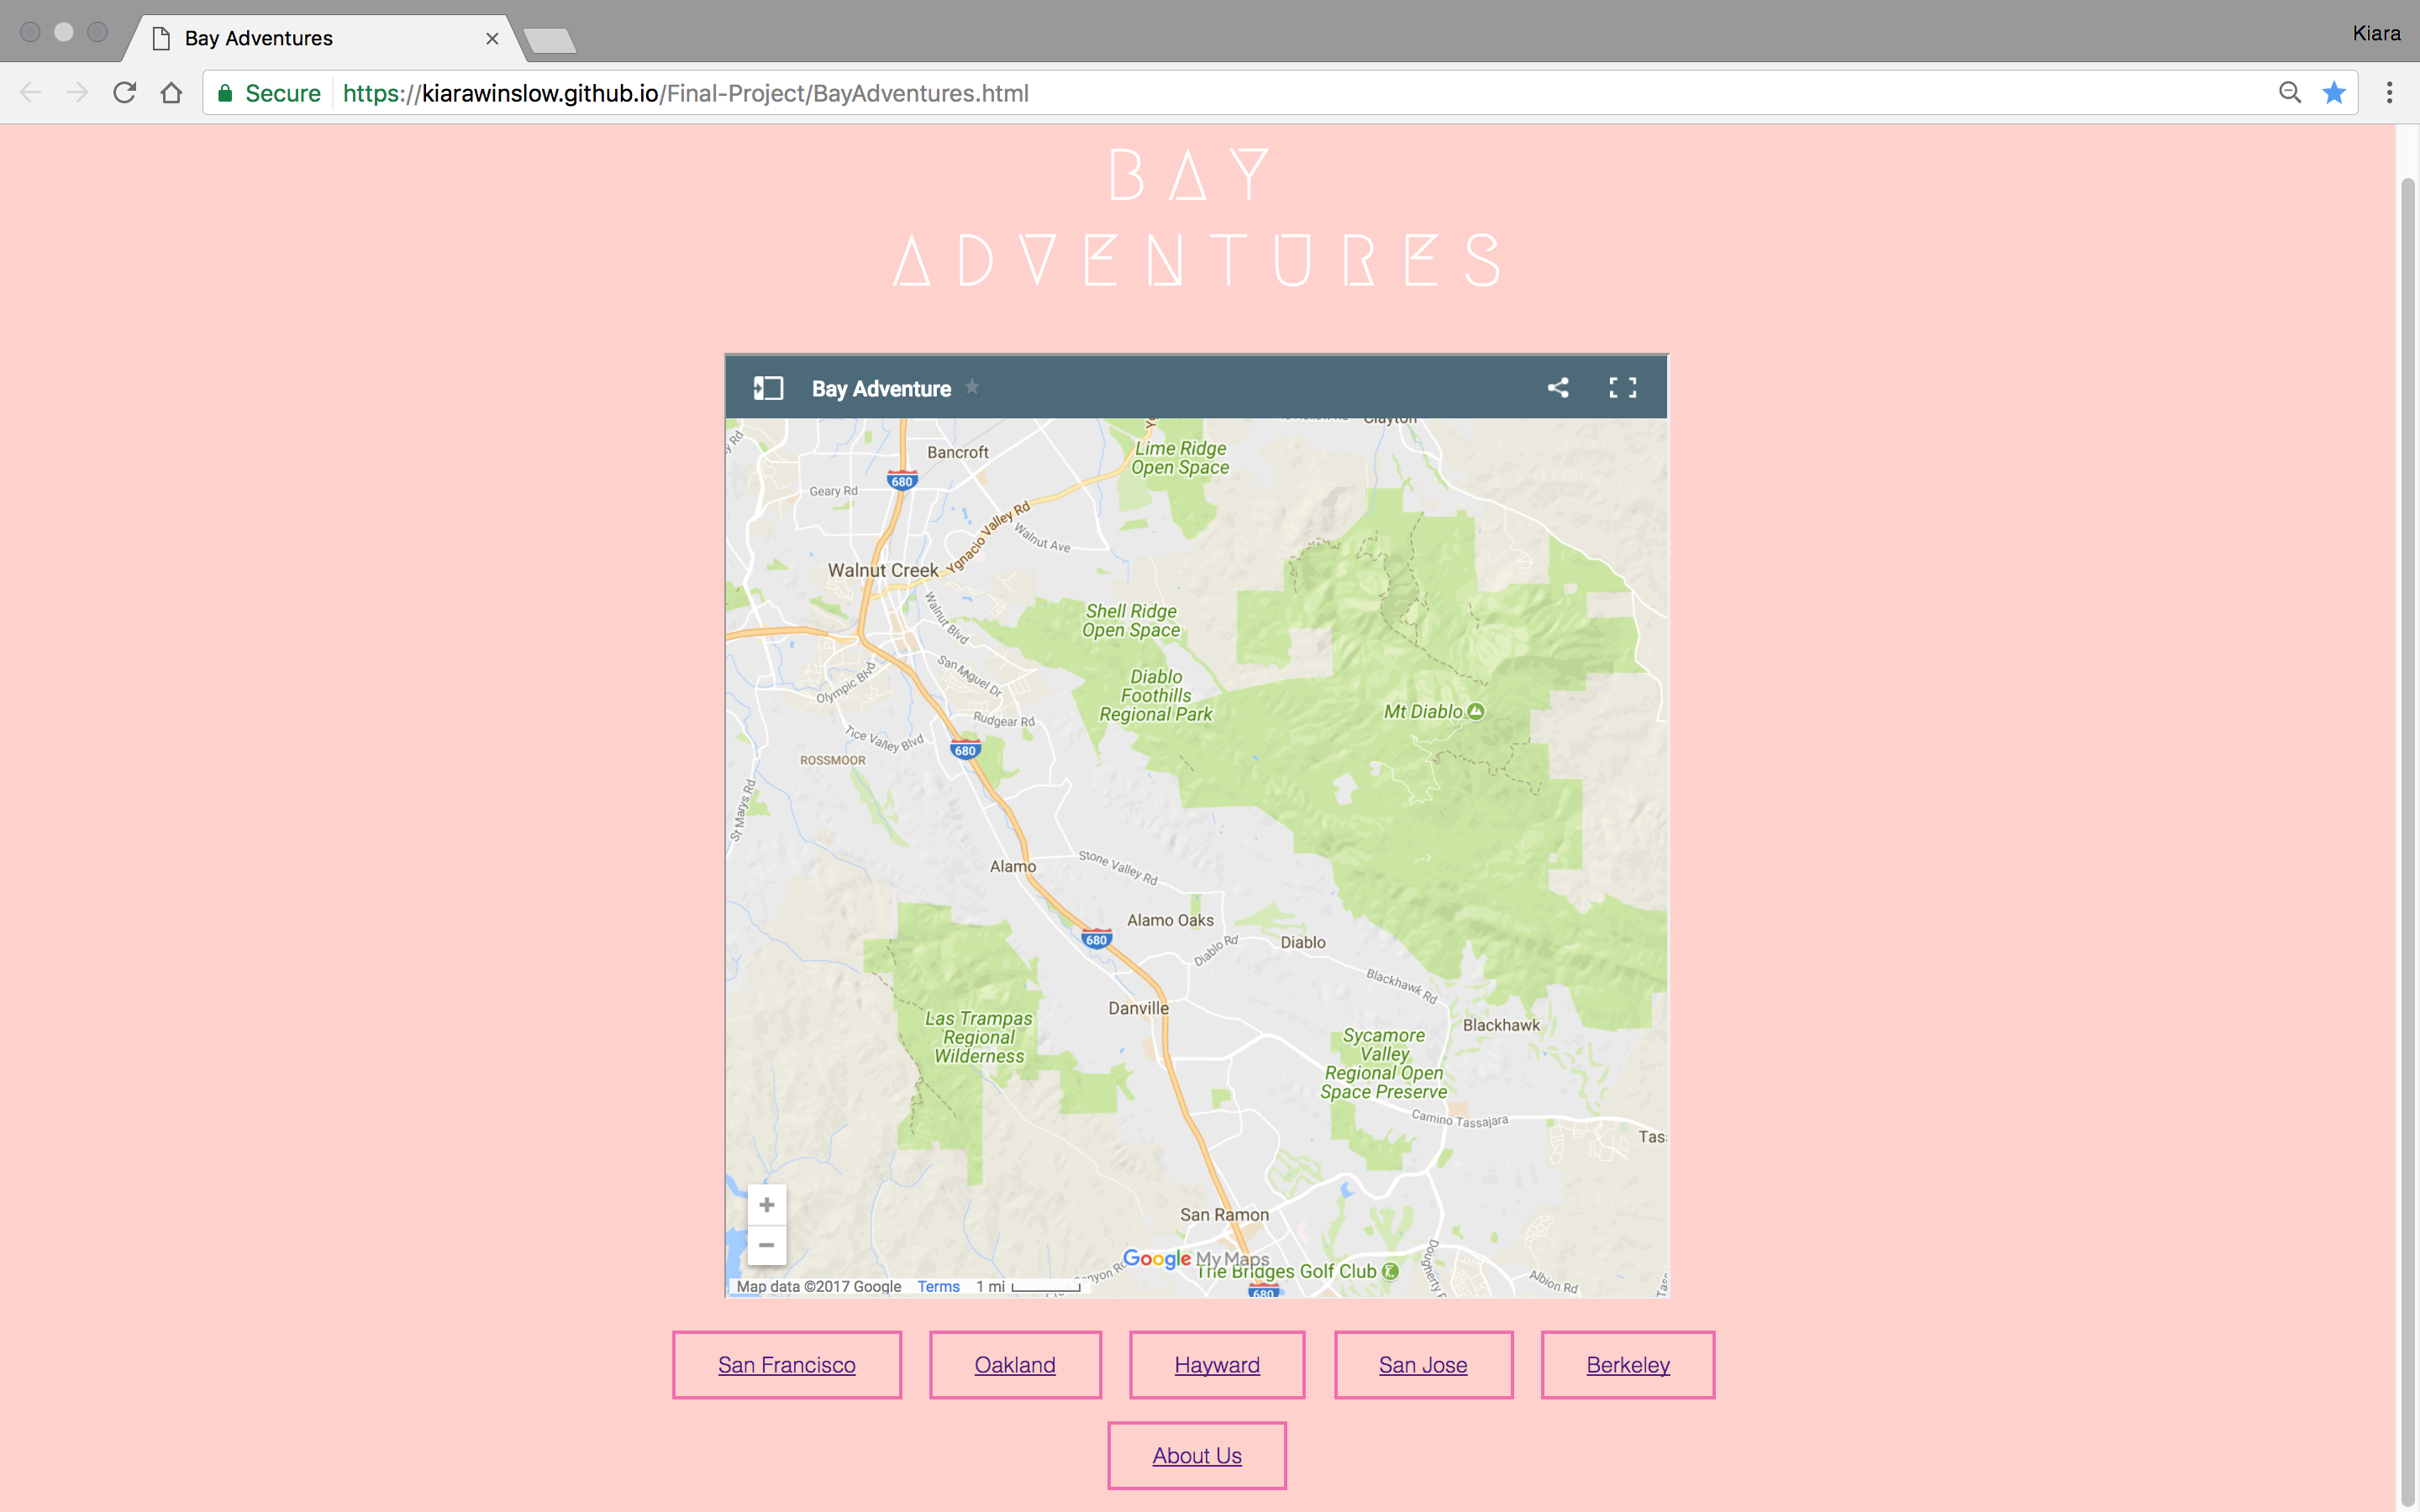 Bay Adventures
Kiara
Secure https://kiarawinslow.github.io/Final-Project/BayAdventures.html
BAY
ADVENTURES
Bay Adventure
Clayton
Bancroft
Lime Ridge
Open Space
680
Geary Rd
Ygnacio Valley Rd
Walnut Ave
Walnut Creek
Walnut Blvd
Shell Ridge
Open Space
San Miguel Dr
Olympic Blvd
Diablo
Foothills
Regional Park
Mt Diablo
Rudgear Rd
Tice Valley Blvd
680
ROSSMOOR
St Marys Rd
Alamo
Stone Valley Rd
Alamo Oaks
680
Diablo Rd
Diablo
Blackhawk Rd
Danville
Las Trampas
Regional
Wilderness
Blackhawk
Sycamore
Valley
Regional Open
Space Preserve
Camino Tassajara
Tas
San Ramon
Google My Maps
The Bridges Golf Club
Dougherty
Albion Rd
680
Map data ©2017 Google Terms 1 mi
San Francisco
Oakland
Hayward
San Jose
Berkeley
About Us